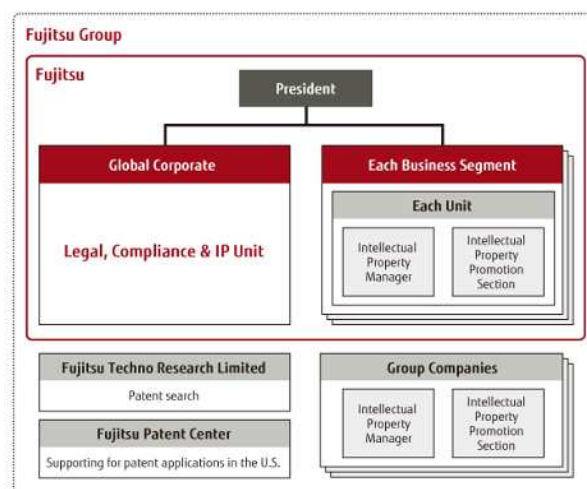 Fujitsu Group
Fujitsu
President
Global Corporate
Legal, Compliance & IP Unit
Each Business Segment
Each Unit
Intellectual
Property
Manager
Intellectual
Property
Promotion
Section
Fujitsu Techno Research Limited
Patent search
Fujitsu Patent Center
Supporting for patent applications in the U.S.
Group Companies
Intellectual
Property
Manager
Intellectual
Property
Promotion
Section